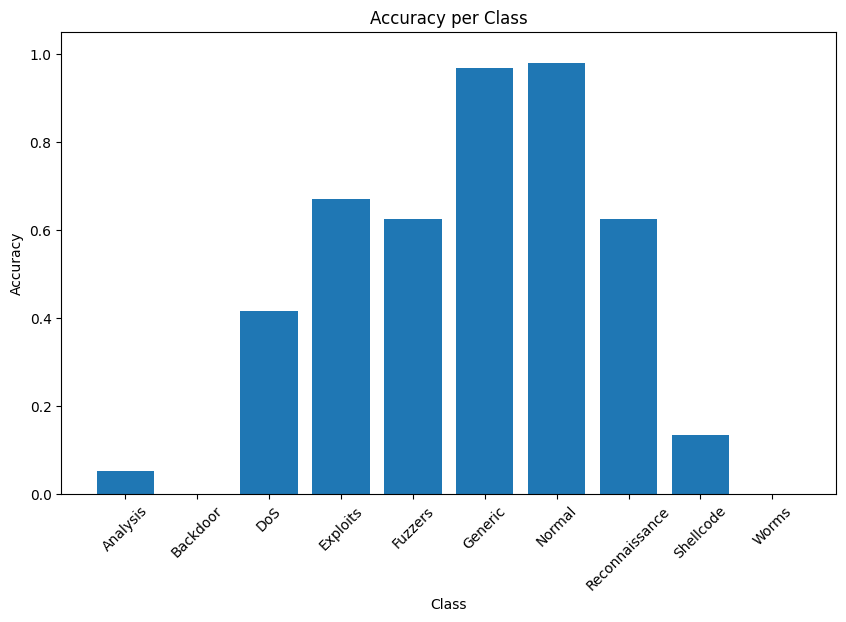 Accuracy per Class
Accuracy
1.0
0.8
0.6
0.4
0.2
0.0
Analysis
Backdoor
DoS
Exploits
Fuzzers
Generic
Normal
Reconnaissance
Shellcode
Worms
Class